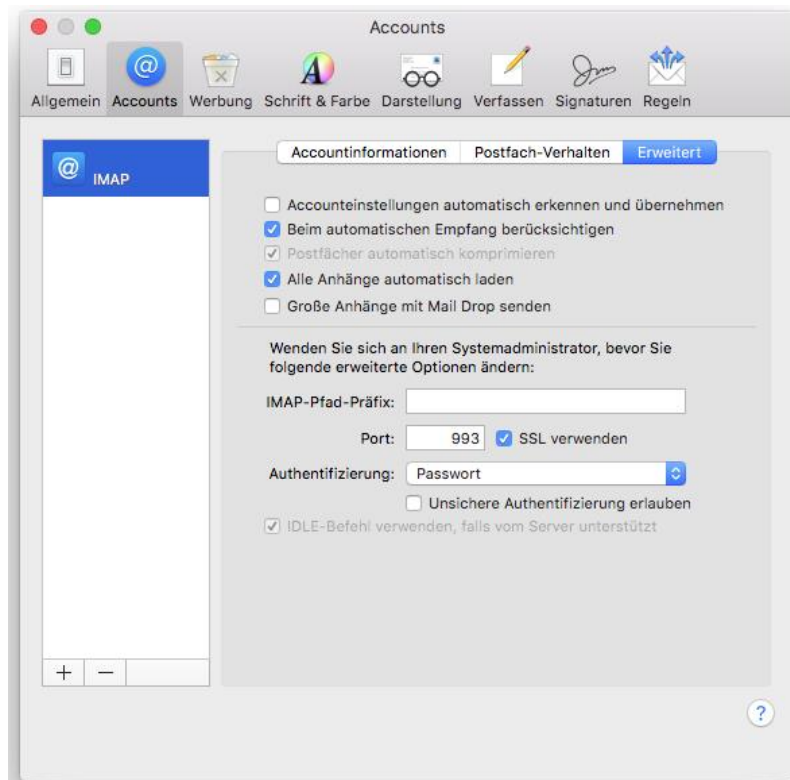 Accounts
Allgemein Accounts Werbung Schrift & Farbe Darstellung Verfassen Signaturen Regeln
IMAP
Accountinformationen Postfach-Verhalten Erweitert
Accounteinstellungen automatisch erkennen und übernehmen
Beim automatischen Empfang berücksichtigen
Postfächer automatisch komprimieren
Alle Anhänge automatisch laden
Große Anhänge mit Mail Drop senden
Wenden Sie sich an Ihren Systemadministrator, bevor Sie
folgende erweiterte Optionen ändern:
IMAP-Pfad-Präfix:
Port: 993 SSL verwenden
Authentifizierung: Passwort
Unsichere Authentifizierung erlauben
IDLE-Befehl verwenden, falls vom Server unterstützt